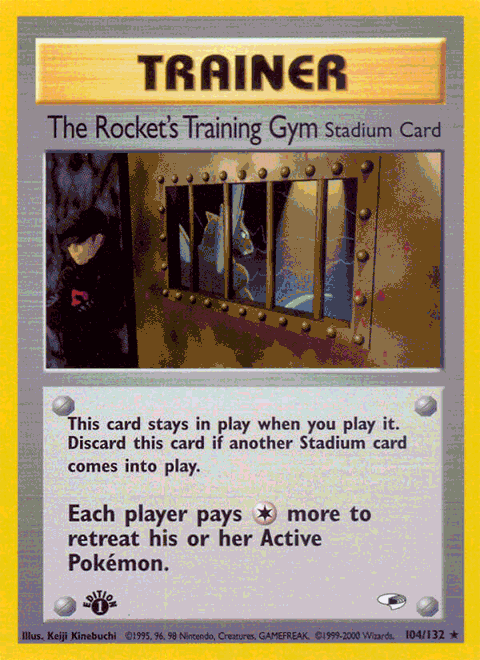 TRAINER
The Rocket's Training Gym Stadium Card
This card stays in play when you play it.
Discard this card if another Stadium card
comes into play.
Each player pays more to
retreat his or her Active
Pokémon.
EDITION
1
Illus. Keiji Kinebuchi ©1995, 96, 98 Nintendo, Creatures, GAMEFREAK. ©1999-2000 Wizards. 104/132 ★